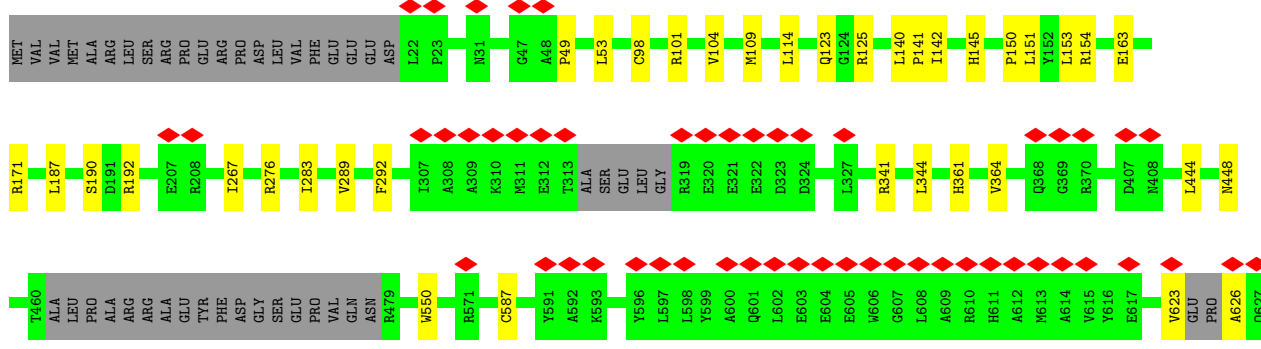 MET VAL VAL MET ALA ARG LEU SER ARG PRO GLU ARG PRO ASP LEU VAL PHE GLU GLU GLU ASP L22 P23 N31 G47 A48 P49 L53 C98 R101 V104 M109 L114 Q123 G124 R125 L140 P141 I142 H145 P150 L151 Y152 L153 R154 E163
R171 L187 S190 D191 R192 E207 R208 I267 R276 I283 V289 F292 I307 A308 A309 K310 M311 E312 T313 ALA SER GLU LEU GLY R319 E320 E321 E322 D323 D324 L327 R341 L344 H361 V364 Q368 G369 R370 D407 N408 L444 N448
T460 ALA LEU PRO ALA ARG ARG ALA GLU TYR PHE ASP GLY SER GLU PRO VAL GLN ASN R479 W550 R571 C587 Y591 A592 K593 Y596 L597 L598 Y599 A600 Q601 L602 E603 E604 E605 W606 G607 L608 A609 R610 H611 A612 M613 A614 V615 Y616 E617 V623 GLU PRO A626